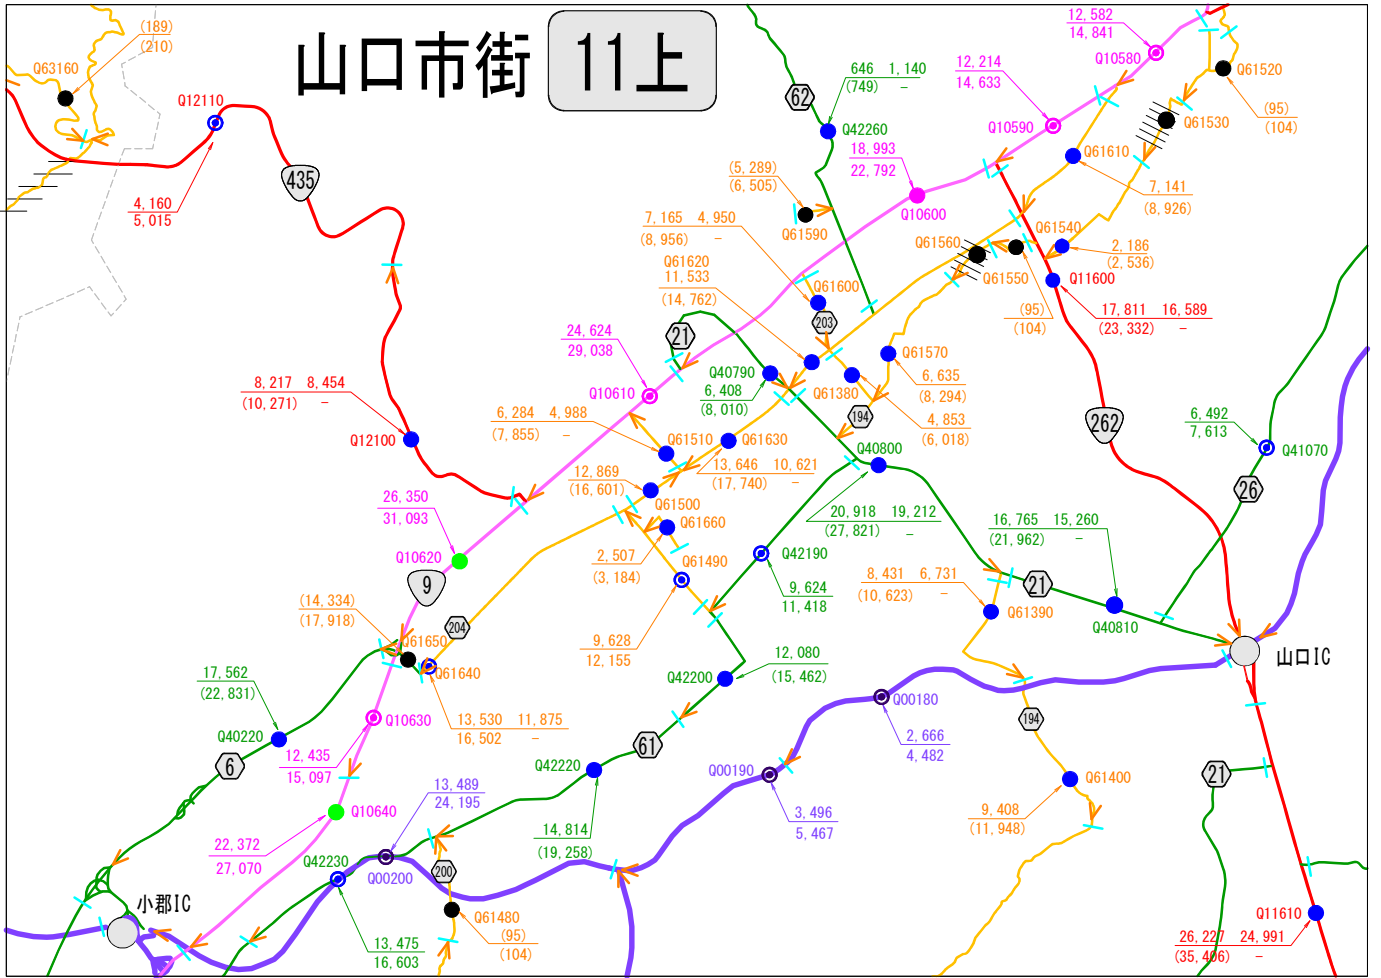 山口市街 11上
(189)
(210)
Q63160
Q12110
435
4,160
5,015
12,582
14,841
Q10580
12,214
14,633
Q10590
Q61520
(95)
(104)
Q61530
646 1,140
(749) －
62
Q42260
18,993
22,792
Q10600
Q61610
7,141
(8,926)
(5,289)
(6,505)
Q61590
7,165 4,950
(8,956) －
Q61600
203
Q61620
11,533
(14,762)
Q61560
Q61540
2,186
(2,536)
Q61550
(95)
(104)
Q11600
17,811 16,589
(23,332) －
24,624
29,038
Q10610
21
Q40790
6,408
(8,010)
Q61380
4,853
(6,018)
Q61570
6,635
(8,294)
194
8,217 8,454
(10,271) －
Q12100
6,284 4,988
(7,855) －
Q61510
Q61630
13,646 10,621
(17,740) －
Q40800
20,918 19,212
(27,821) －
262
6,492
7,613
Q41070
26
12,869
(16,601)
Q61500
Q61660
2,507
(3,184)
Q61490
9,628
12,155
26,350
31,093
Q10620
9
Q42190
9,624
11,418
16,765 15,260
(21,962) －
21
Q40810
8,431 6,731
(10,623) －
Q61390
(14,334)
(17,918)
Q61650
204
Q61640
13,530 11,875
16,502 －
山口IC
12,080
(15,462)
Q42200
17,562
(22,831)
Q40220
6
Q10630
12,435
15,097
61
Q00180
2,666
4,482
194
Q42220
14,814
(19,258)
Q00190
3,496
5,467
Q61400
9,408
(11,948)
21
13,489
24,195
Q00200
Q10640
22,372
27,070
Q42230
13,475
16,603
200
Q61480
(95)
(104)
小郡IC
Q11610
26,227 24,991
(35,406) －